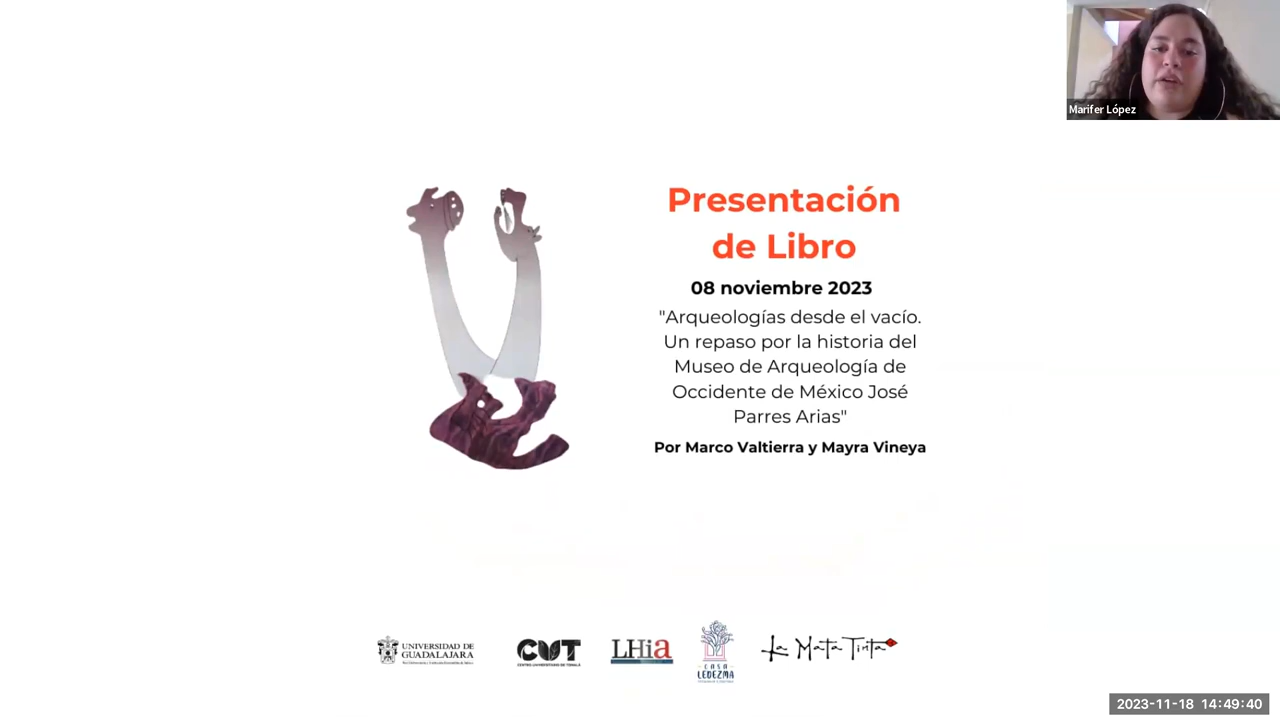 Marifer López
Presentación
de Libro
08 noviembre 2023
"Arqueologías desde el vacío.
Un repaso por la historia del
Museo de Arqueología de
Occidente de México José
Parres Arias"
Por Marco Valtierra y Mayra Vineya
UNIVERSIDAD DE
GUADALAJARA
CUT
CENTRO UNIVERSITARIO DE TONALÁ
LHia
CASA
LEDEZMA
La Mata Tinta
2023-11-18 14:49:40